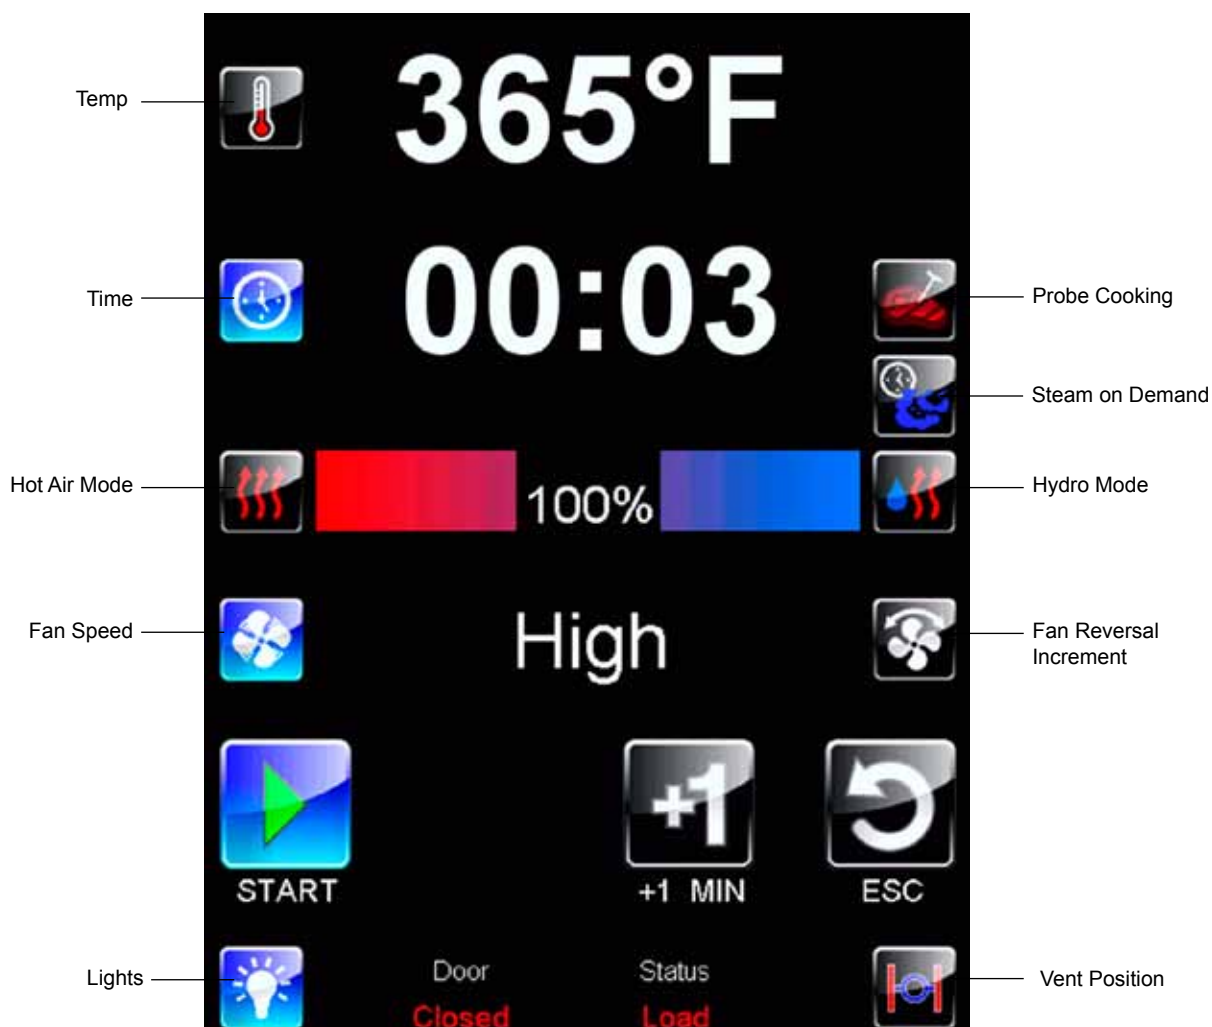 365°F
Temp
00:03
Time
Probe Cooking
Steam on Demand
Hot Air Mode
100%
Hydro Mode
Fan Speed
High
Fan Reversal
Increment
+1
START
+1 MIN
ESC
Lights
Door
Status
Vent Position
Closed
Load